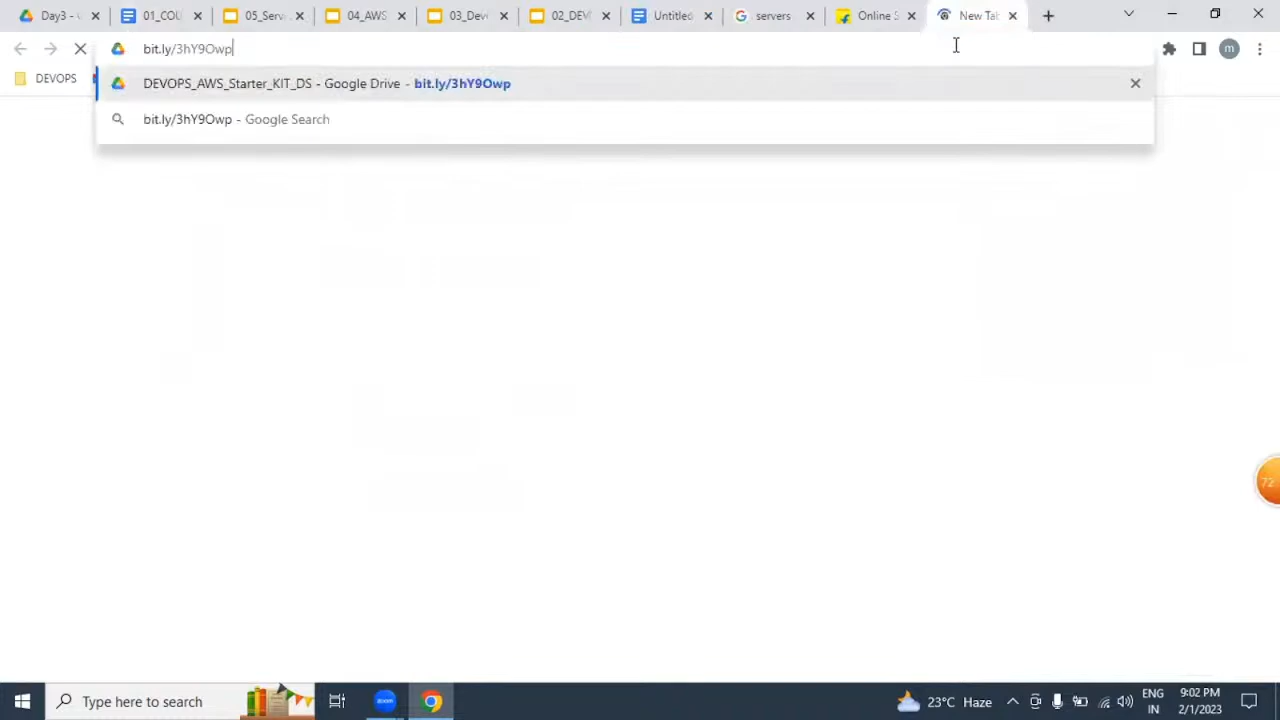 Day3 -
01_COU
05_Serv
04_AWS
03_Dev
02_DEV
Untitled
servers
Online S
New Tab
bit.ly/3hY9Owp
m
DEVOPS
DEVOPS_AWS_Starter_KIT_DS - Google Drive - bit.ly/3hY9Owp
bit.ly/3hY9Owp - Google Search
72
Type here to search
zoom
23°C Haze
ENG
IN
9:02 PM
2/1/2023